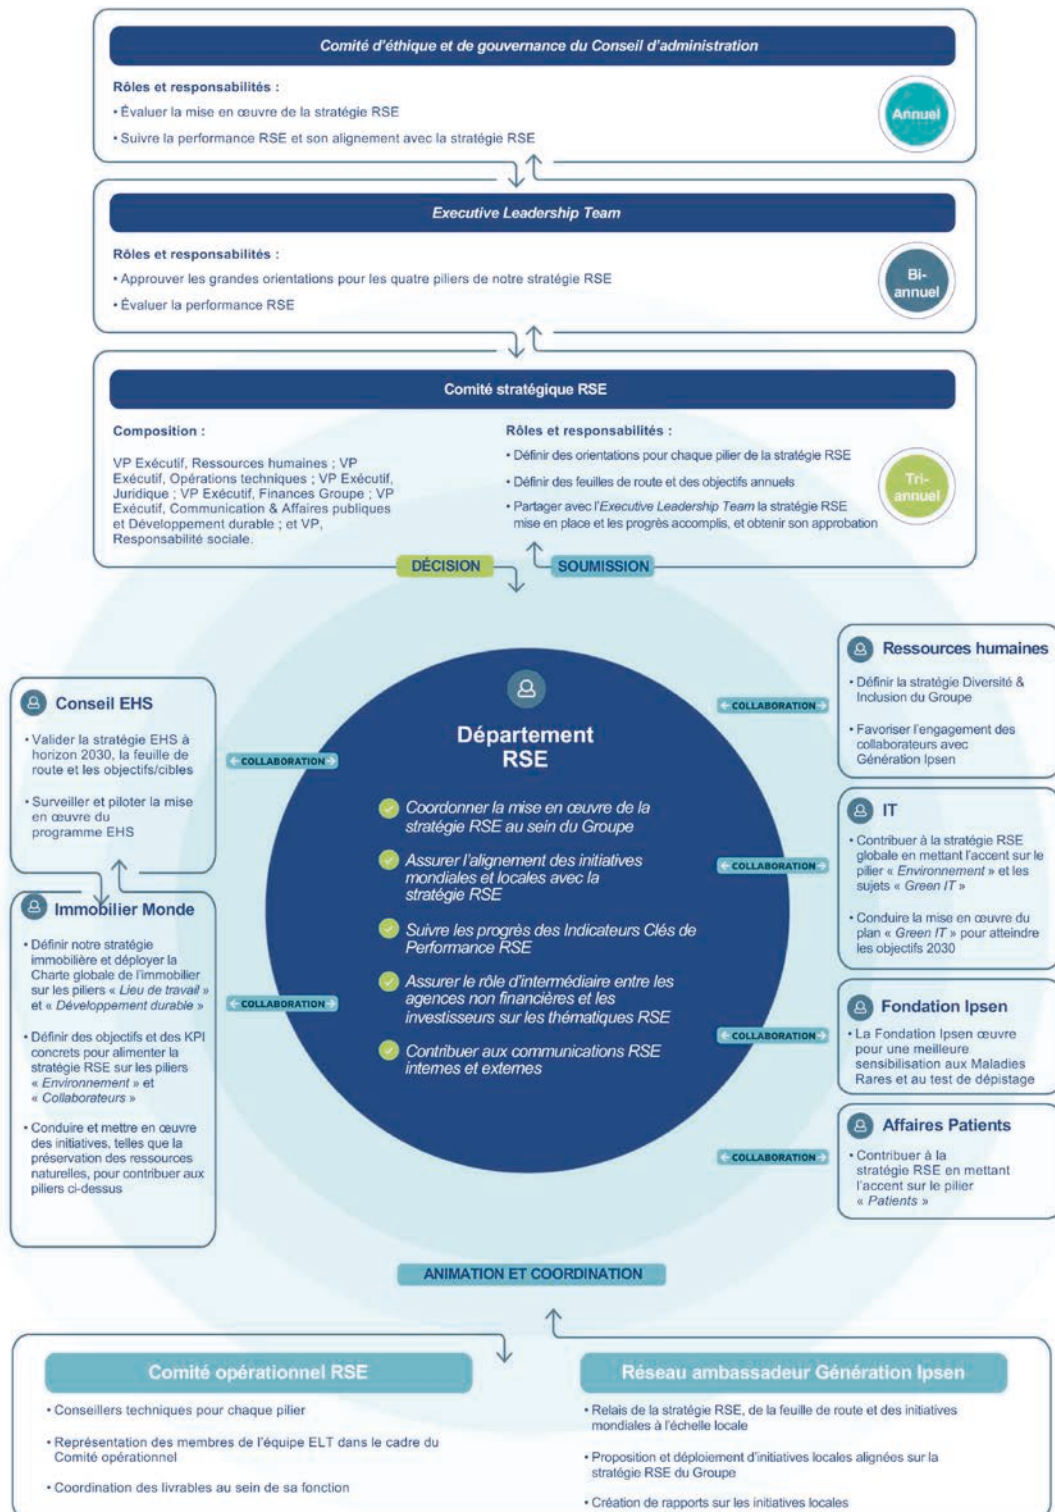 Comité d'éthique et de gouvernance du Conseil d'administration
Rôles et responsabilités :
• Évaluer la mise en œuvre de la stratégie RSE
• Suivre la performance RSE et son alignement avec la stratégie RSE
Annuel
Executive Leadership Team
Rôles et responsabilités :
• Approuver les grandes orientations pour les quatre piliers de notre stratégie RSE
• Évaluer la performance RSE
Bi-
annuel
Comité stratégique RSE
Composition :
VP Exécutif, Ressources humaines ; VP
Exécutif, Opérations techniques ; VP Exécutif,
Juridique ; VP Exécutif, Finances Groupe ; VP
Exécutif, Communication & Affaires publiques
et Développement durable ; et VP,
Responsabilité sociale.
Rôles et responsabilités :
• Définir des orientations pour chaque pilier de la stratégie RSE
• Définir des feuilles de route et des objectifs annuels
• Partager avec l'Executive Leadership Team la stratégie RSE
mise en place et les progrès accomplis, et obtenir son approbation
Tri-
annuel
DÉCISION
SOUMISSION
Conseil EHS
• Valider la stratégie EHS à
horizon 2030, la feuille de
route et les objectifs/cibles
• Surveiller et piloter la mise
en œuvre du
programme EHS
COLLABORATION
Immobilier Monde
• Définir notre stratégie
immobilière et déployer la
Charte globale de l'immobilier
sur les piliers « Lieu de travail »
et « Développement durable »
• Définir des objectifs et des KPI
concrets pour alimenter la
stratégie RSE sur les piliers
« Environnement » et
« Collaborateurs »
• Conduire et mettre en œuvre
des initiatives, telles que la
préservation des ressources
naturelles, pour contribuer aux
piliers ci-dessus
COLLABORATION
Département
RSE
Coordonner la mise en œuvre de la
stratégie RSE au sein du Groupe
Assurer l'alignement des initiatives
mondiales et locales avec la
stratégie RSE
Suivre les progrès des Indicateurs Clés de
Performance RSE
Assurer le rôle d'intermédiaire entre les
agences non financières et les
investisseurs sur les thématiques RSE
Contribuer aux communications RSE
internes et externes
COLLABORATION
Ressources humaines
• Définir la stratégie Diversité &
Inclusion du Groupe
• Favoriser l'engagement des
collaborateurs avec
Génération Ipsen
COLLABORATION
IT
• Contribuer à la stratégie RSE
globale en mettant l'accent sur le
pilier « Environnement » et les
sujets « Green IT »
• Conduire la mise en œuvre du
plan « Green IT » pour atteindre
les objectifs 2030
COLLABORATION
Fondation Ipsen
• La Fondation Ipsen œuvre
pour une meilleure
sensibilisation aux Maladies
Rares et au test de dépistage
COLLABORATION
Affaires Patients
• Contribuer à la
stratégie RSE en mettant
l'accent sur le pilier
« Patients »
ANIMATION ET COORDINATION
Comité opérationnel RSE
• Conseillers techniques pour chaque pilier
• Représentation des membres de l'équipe ELT dans le cadre du
Comité opérationnel
• Coordination des livrables au sein de sa fonction
Réseau ambassadeur Génération Ipsen
• Relais de la stratégie RSE, de la feuille de route et des initiatives
mondiales à l'échelle locale
• Proposition et déploiement d'initiatives locales alignées sur la
stratégie RSE du Groupe
• Création de rapports sur les initiatives locales